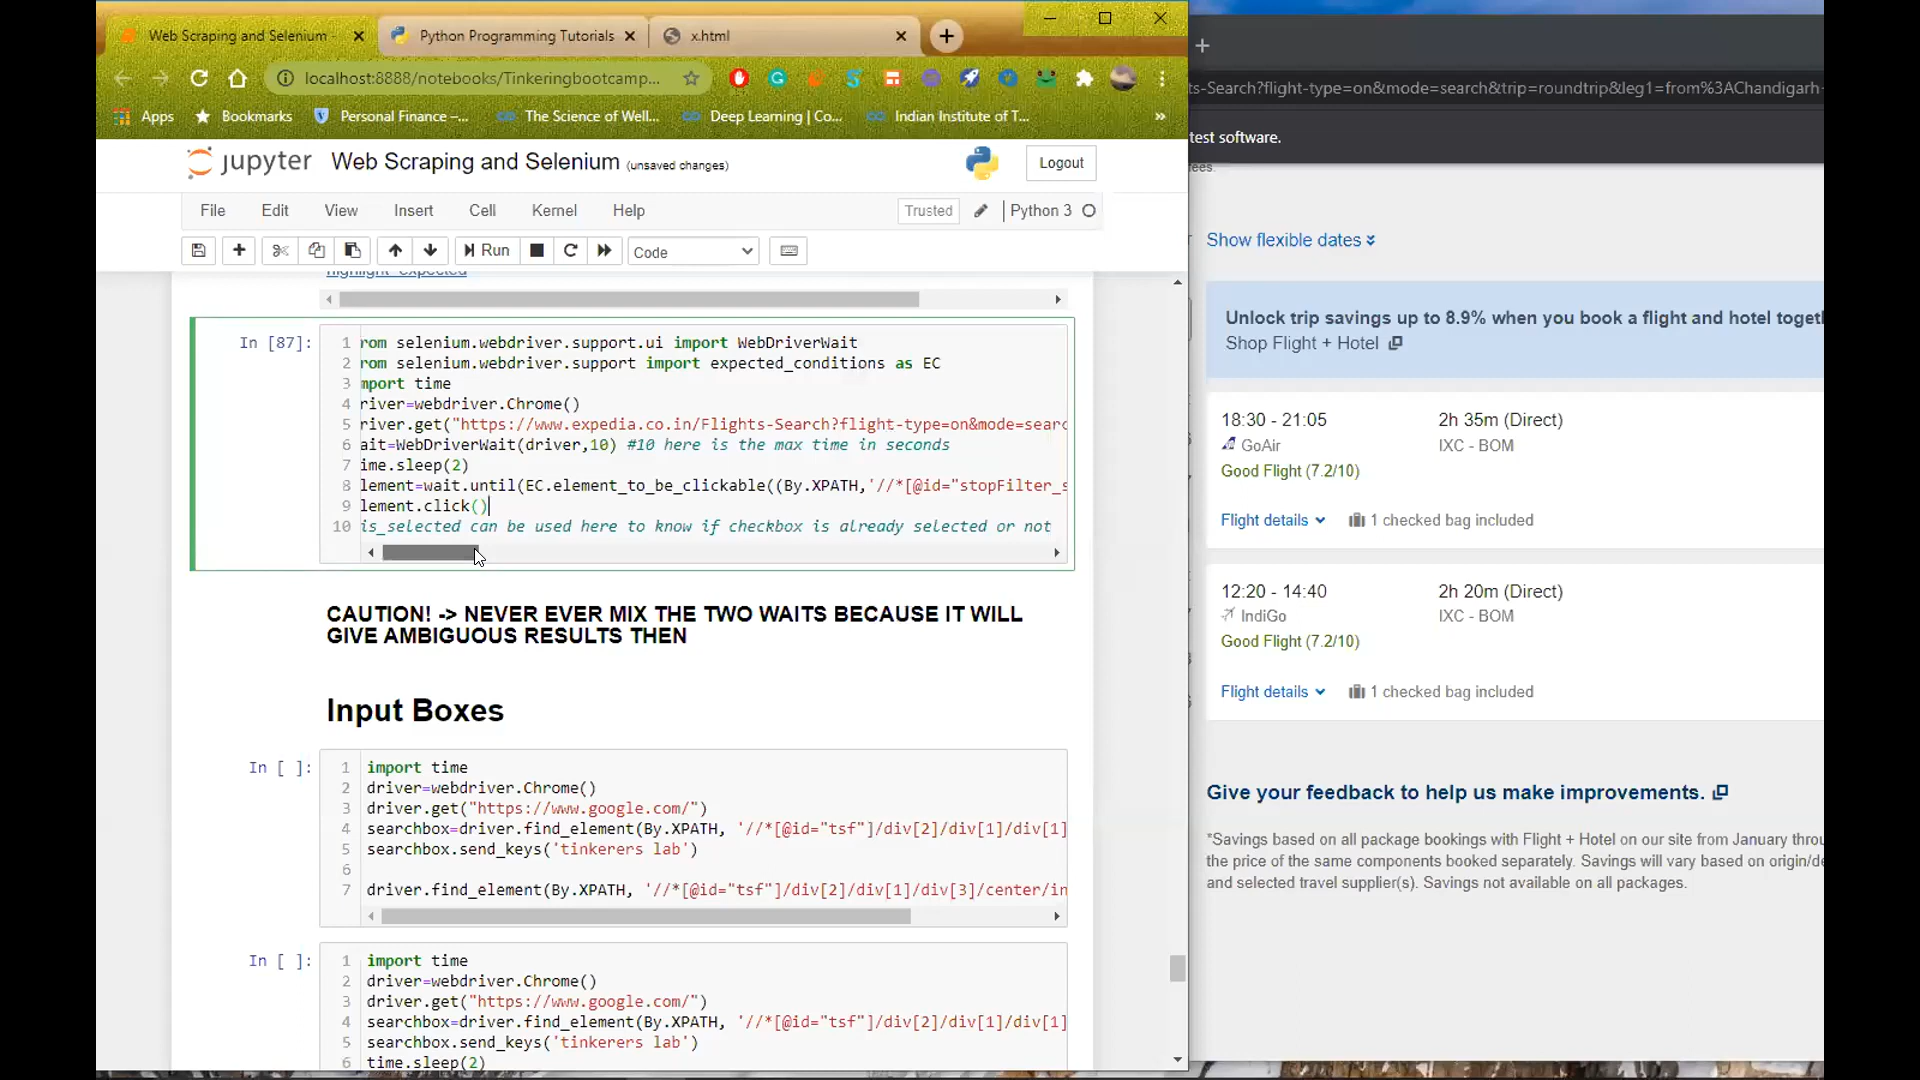 Web Scraping and Selenium -
Python Programming Tutorials
x.html
localhost:8888/notebooks/Tinkeringbootcamp...
Apps
Bookmarks
Personal Finance –...
The Science of Well...
Deep Learning | Co...
Indian Institute of T...
»
jupyter Web Scraping and Selenium (unsaved changes)
Logout
File Edit View Insert Cell Kernel Help
Trusted
Python 3
Run
Code
highlight=expected
In [87]:
1 rom selenium.webdriver.support.ui import WebDriverWait
2 rom selenium.webdriver.support import expected_conditions as EC
3 mport time
4 river=webdriver.Chrome()
5 river.get("https://www.expedia.co.in/Flights-Search?flight-type=on&mode=searc
6 ait=WebDriverWait(driver,10) #10 here is the max time in seconds
7 ime.sleep(2)
8 lement=wait.until(EC.element_to_be_clickable((By.XPATH,'//*[@id="stopFilter_s
9 lement.click()
10 is_selected can be used here to know if checkbox is already selected or not
CAUTION! -> NEVER EVER MIX THE TWO WAITS BECAUSE IT WILL
GIVE AMBIGUOUS RESULTS THEN
Input Boxes
In [ ]:
1 import time
2 driver=webdriver.Chrome()
3 driver.get("https://www.google.com/")
4 searchbox=driver.find_element(By.XPATH, '//*[@id="tsf"]/div[2]/div[1]/div[1]
5 searchbox.send_keys('tinkerers lab')
6
7 driver.find_element(By.XPATH, '//*[@id="tsf"]/div[2]/div[1]/div[3]/center/in
In [ ]:
1 import time
2 driver=webdriver.Chrome()
3 driver.get("https://www.google.com/")
4 searchbox=driver.find_element(By.XPATH, '//*[@id="tsf"]/div[2]/div[1]/div[1]
5 searchbox.send_keys('tinkerers lab')
6 time.sleep(2)
ts-Search?flight-type=on&mode=search&trip=roundtrip&leg1=from%3AChandigarh-
test software.
ees.
Show flexible dates
Unlock trip savings up to 8.9% when you book a flight and hotel togeth
Shop Flight + Hotel
18:30 - 21:05 2h 35m (Direct)
GoAir IXC - BOM
Good Flight (7.2/10)
Flight details 1 checked bag included
12:20 - 14:40 2h 20m (Direct)
IndiGo IXC - BOM
Good Flight (7.2/10)
Flight details 1 checked bag included
Give your feedback to help us make improvements.
*Savings based on all package bookings with Flight + Hotel on our site from January throu
the price of the same components booked separately. Savings will vary based on origin/de
and selected travel supplier(s). Savings not available on all packages.